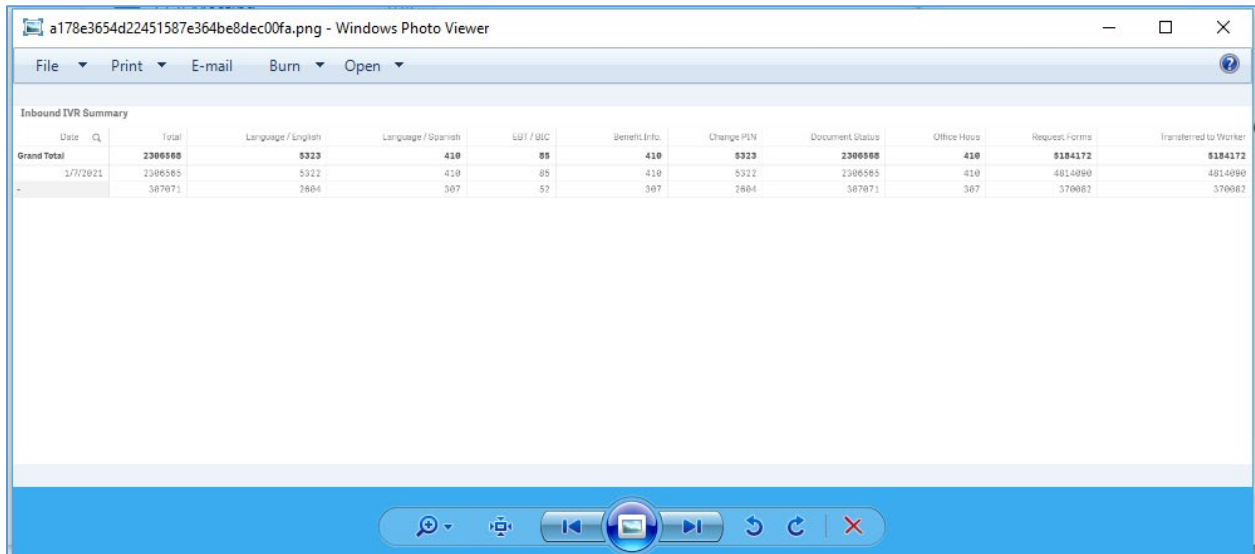 a178e3654d22451587e364be8dec00fa.png - Windows Photo Viewer
File Print E-mail Burn Open
Inbound IVR Summary
Date Total Language / English Language / Spanish EBT / BIC Benefit Info. Change PIN Document Status Office Hous Request Forms Transferred to Worker
Grand Total 2306568 5323 410 85 410 5323 2306568 410 5184172 5184172
1/7/2021 2306565 5322 410 85 410 5322 2306565 410 4814090 4814090
- 307071 2604 307 52 307 2604 307071 307 370082 370082